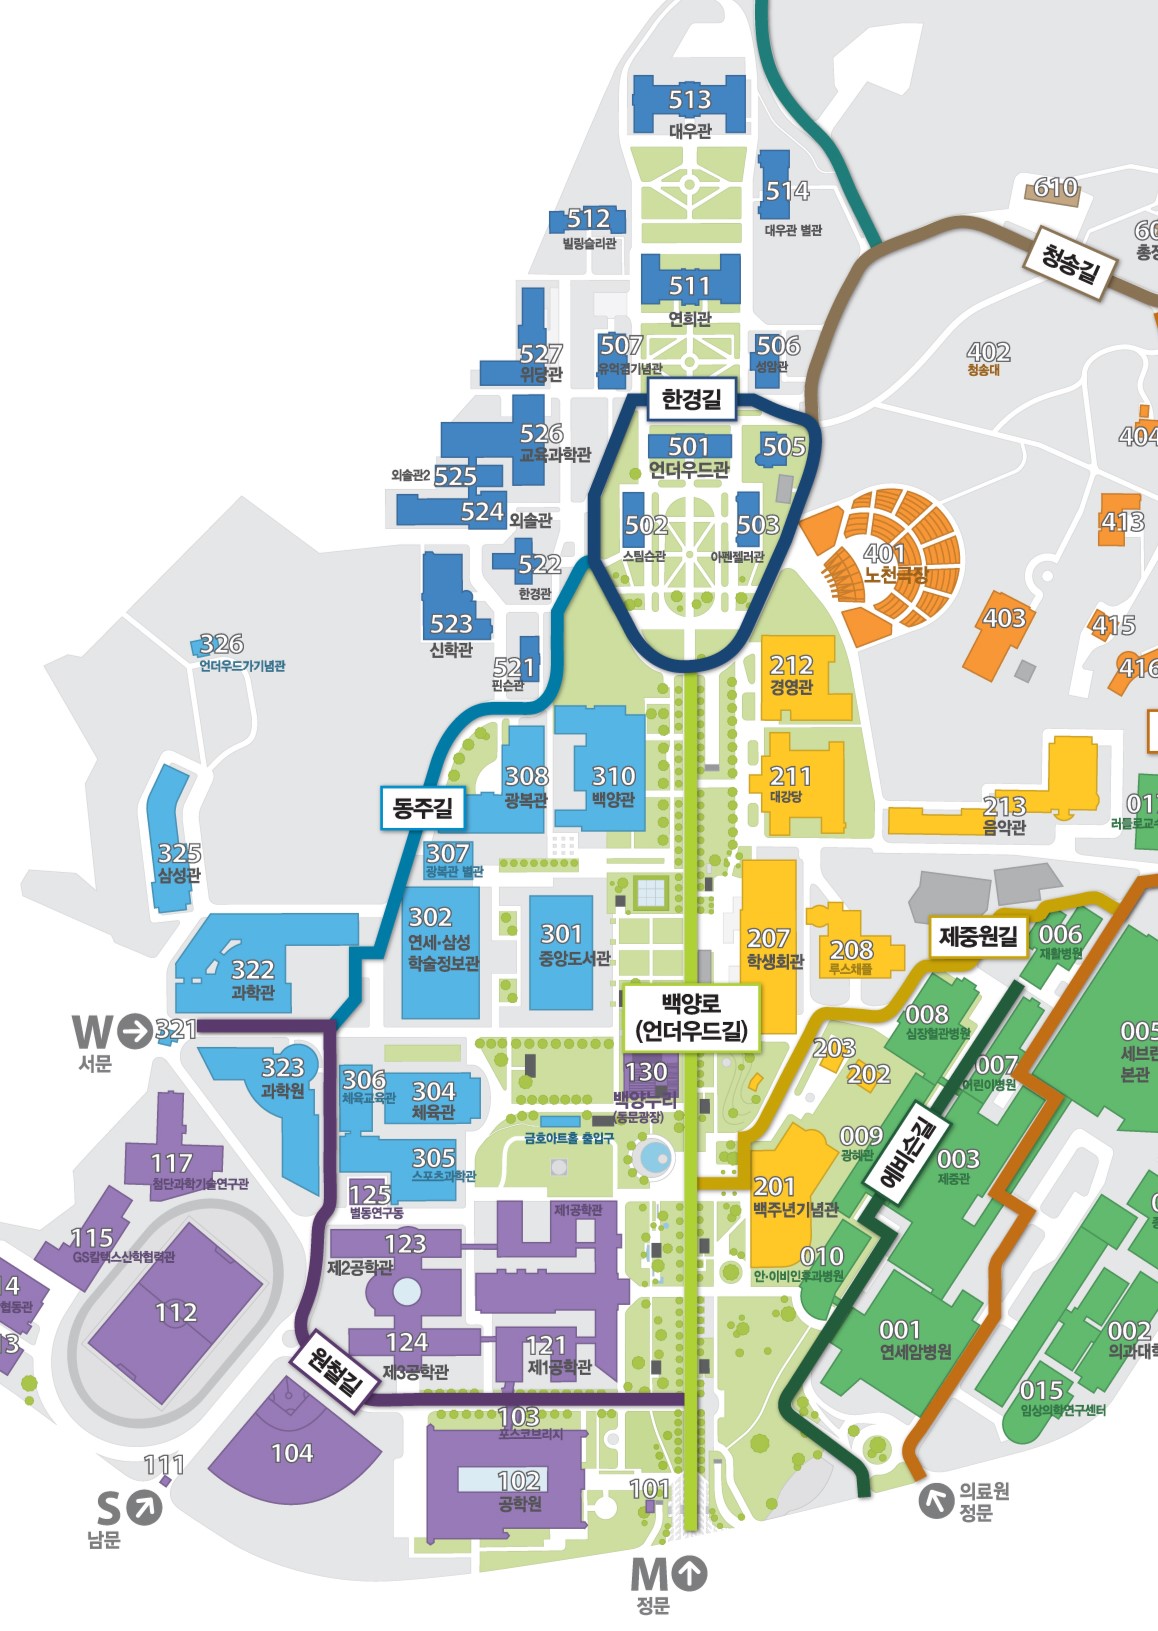 513
대우관
514
대우관 별관
610
512
빌링슬리관
청송길
511
연희관
527
위당관
507
유억겸기념관
506
성암관
402
청송대
한경길
526
교육과학관
501
언더우드관
505
404
외솔관2 525
524 외솔관
502
스팀슨관
503
아펜젤러관
413
401
노천극장
522
한경관
523
신학관
403
415
326
언더우드가기념관
521
핀슨관
212
경영관
416
308
광복관
310
백양관
211
대강당
동주길
213
음악관
325
삼성관
307
광복관 별관
302
연세·삼성
학술정보관
301
중앙도서관
207
학생회관
208
루스채플
제중원길
006
재활병원
322
과학관
백양로
(언더우드길)
008
심장혈관병원
W
서문
321
005
본관
323
과학원
306
체육교육관
304
체육관
130
백양누리
(동문광장)
203
202
007
어린이병원
금호아트홀 출입구
009
광혜관
에비슨길
003
제중관
117
첨단과학기술연구관
305
스포츠과학관
125
별동연구동
201
백주년기념관
제1공학관
115
GS칼텍스산학협력관
123
제2공학관
010
안·이비인후과병원
112
124
제3공학관
121
제1공학관
001
연세암병원
002
원철길
015
임상의학연구센터
103
포스코브리지
104
111
102
공학원
101
S
남문
의료원
정문
M
정문